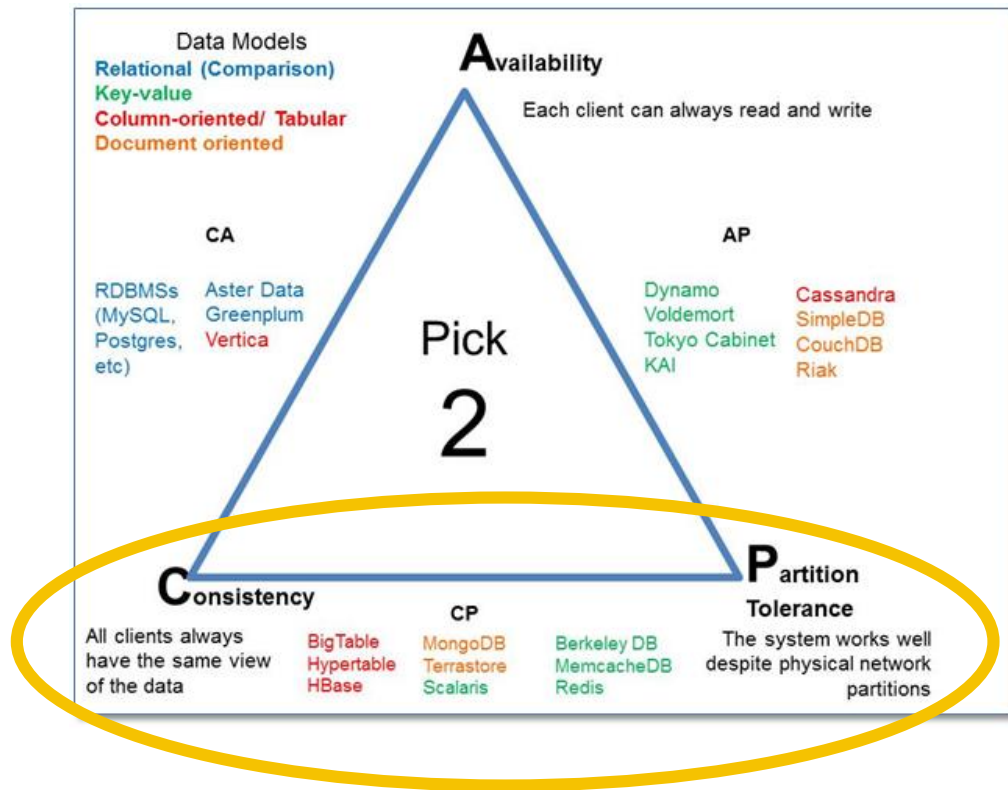 Data Models
Relational (Comparison)
Key-value
Column-oriented/ Tabular
Document oriented
Availability
Each client can always read and write
CA
RDBMSs
(MySQL,
Postgres,
etc)
Aster Data
Greenplum
Vertica
Pick
2
AP
Dynamo
Voldemort
Tokyo Cabinet
KAI
Cassandra
SimpleDB
CouchDB
Riak
Consistency
All clients always
have the same view
of the data
CP
BigTable
Hypertable
HBase
MongoDB
Terrastore
Scalaris
Berkeley DB
MemcacheDB
Redis
Partition
Tolerance
The system works well
despite physical network
partitions